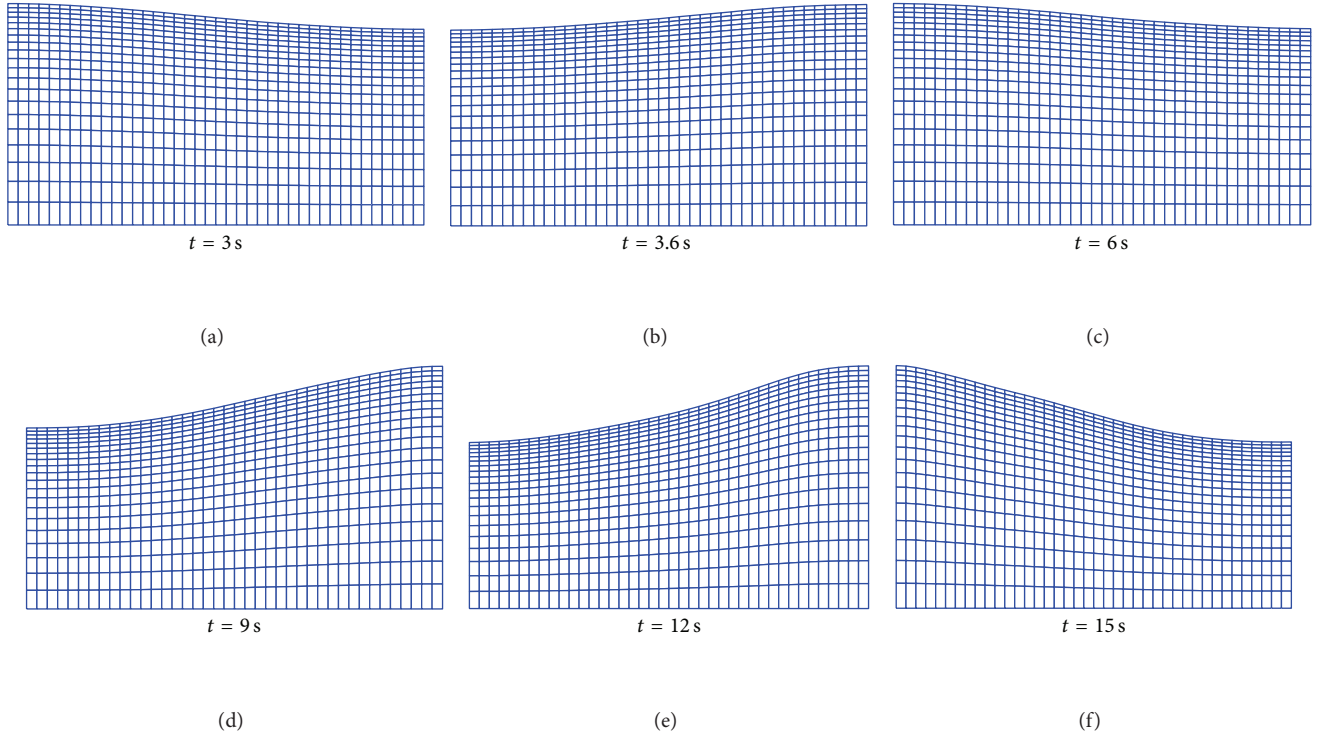 t = 3 s
t = 3.6 s
t = 6 s
(a)
(b)
(c)
t = 9 s
t = 12 s
t = 15 s
(d)
(e)
(f)